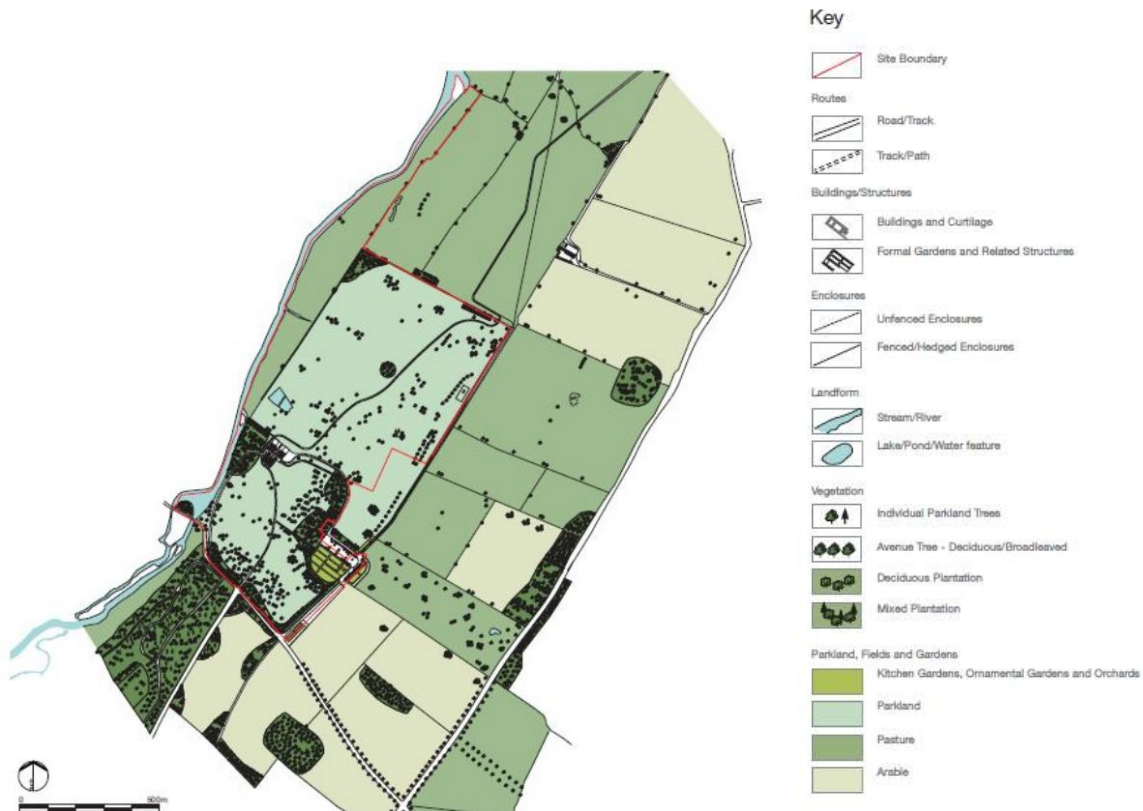 Key
Site Boundary
Routes
Road/Track
Track/Path
Buildings/Structures
Buildings and Curtilage
Formal Gardens and Related Structures
Enclosures
Unfenced Enclosures
Fenced/Hedged Enclosures
Landform
Stream/River
Lake/Pond/Water feature
Vegetation
Individual Parkland Trees
Avenue Tree - Deciduous/Broadleaved
Deciduous Plantation
Mixed Plantation
Parkland, Fields and Gardens
Kitchen Gardens, Ornamental Gardens and Orchards
Parkland
Pasture
Arable
0 500m